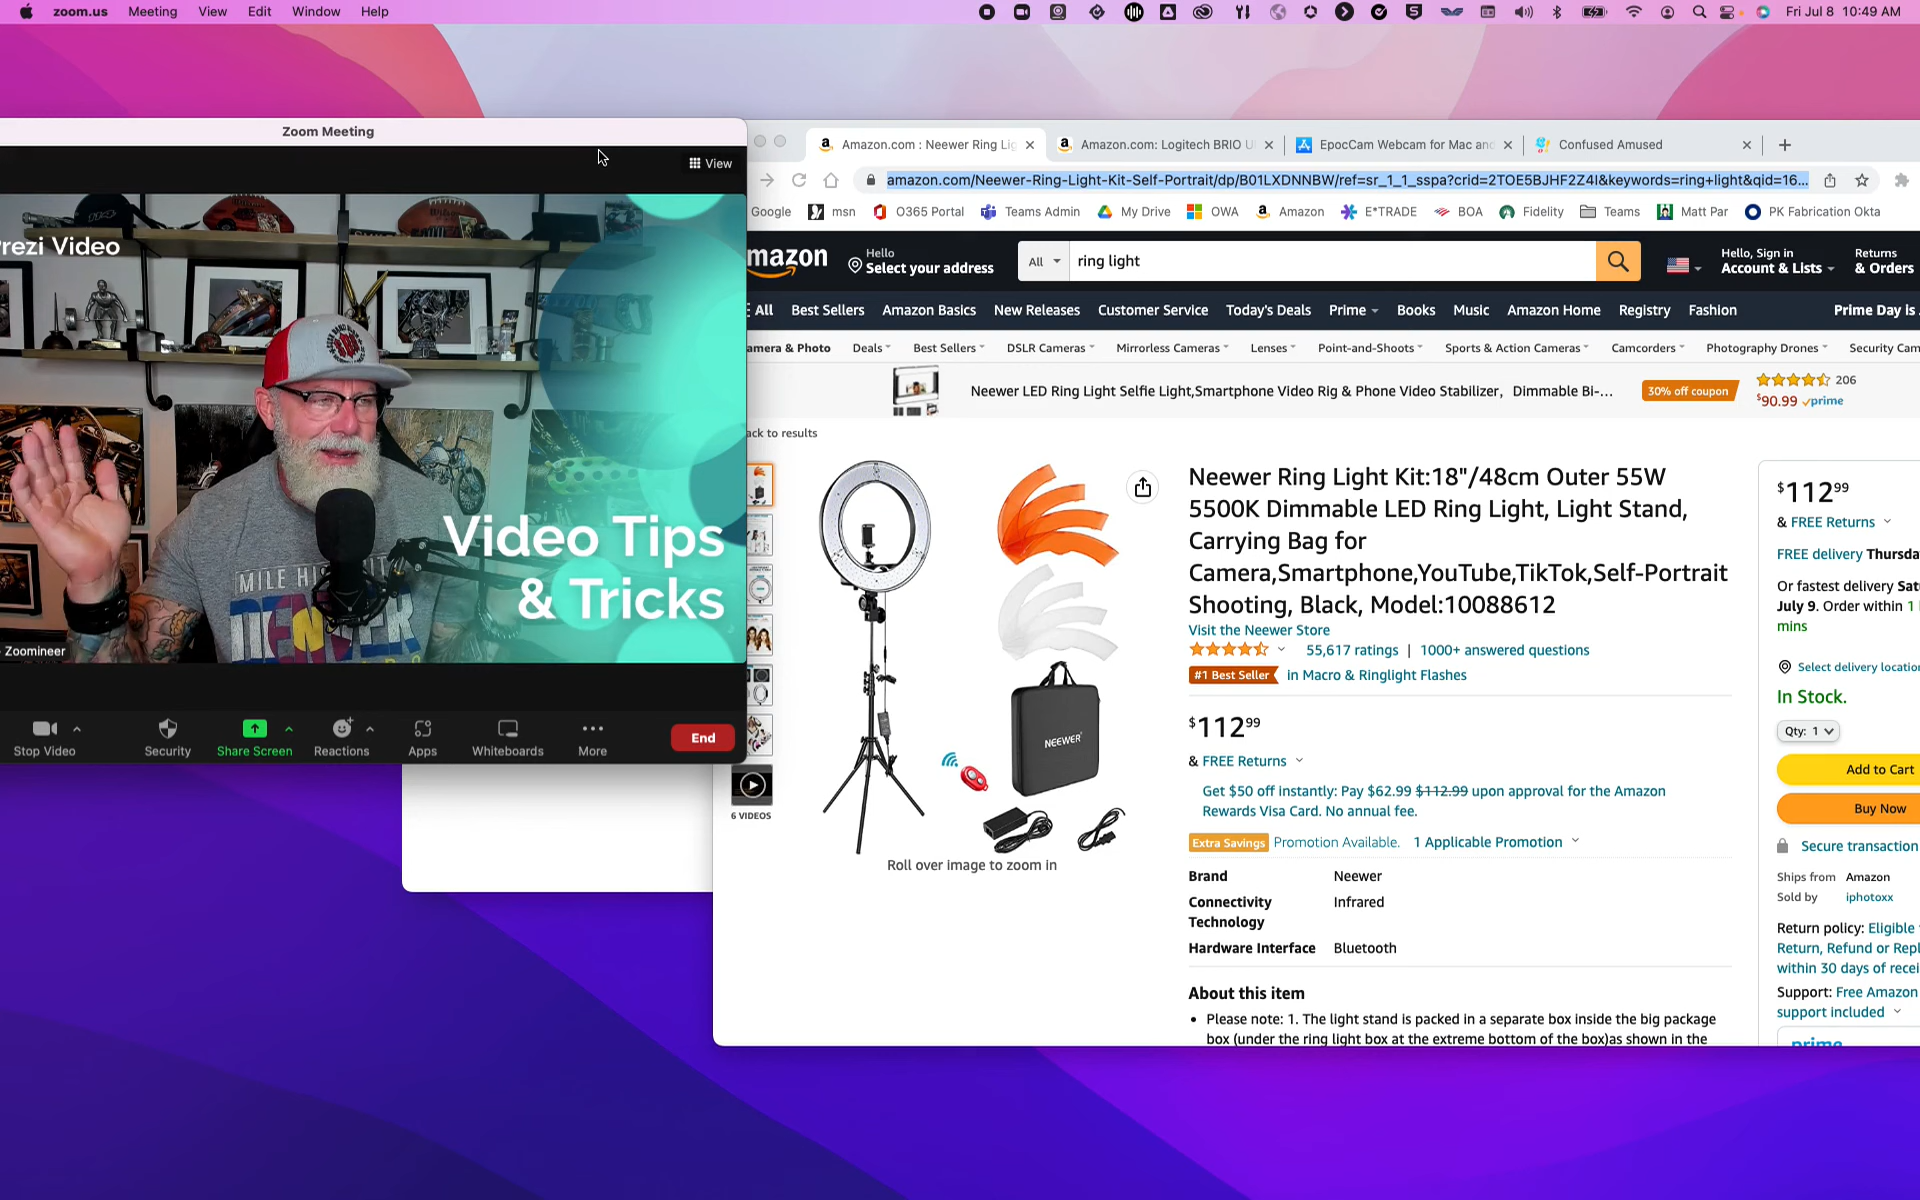 zoom.us Meeting View Edit Window Help
Fri Jul 8 10:49 AM
Zoom Meeting
View
rezi Video
MILE HI
DENVER
Video Tips
& Tricks
Zoomineer
Stop Video
Security
Share Screen
Reactions
Apps
Whiteboards
More
End
Amazon.com : Neewer Ring Lig
Amazon.com: Logitech BRIO U
EpocCam Webcam for Mac and
Confused Amused
amazon.com/Neewer-Ring-Light-Kit-Self-Portrait/dp/B01LXDNNBW/ref=sr_1_1_sspa?crid=2TOE5BJHF2Z4I&keywords=ring+light&qid=16...
Google msn O365 Portal Teams Admin My Drive OWA Amazon E*TRADE BOA Fidelity Teams Matt Par PK Fabrication Okta
mazon
Hello
Select your address
All
ring light
Hello, Sign in
Account & Lists
Returns
& Orders
All Best Sellers Amazon Basics New Releases Customer Service Today's Deals Prime Books Music Amazon Home Registry Fashion Prime Day is
amera & Photo Deals Best Sellers DSLR Cameras Mirrorless Cameras Lenses Point-and-Shoots Sports & Action Cameras Camcorders Photography Drones Security Cam
Neewer LED Ring Light Selfie Light,Smartphone Video Rig & Phone Video Stabilizer, Dimmable Bi-...
30% off coupon
206
$90.99 prime
ack to results
6 VIDEOS
NEEWER
Roll over image to zoom in
Neewer Ring Light Kit:18"/48cm Outer 55W
5500K Dimmable LED Ring Light, Light Stand,
Carrying Bag for
Camera,Smartphone,YouTube,TikTok,Self-Portrait
Shooting, Black, Model:10088612
Visit the Neewer Store
55,617 ratings | 1000+ answered questions
#1 Best Seller in Macro & Ringlight Flashes
$112.99
& FREE Returns
Get $50 off instantly: Pay $62.99 $112.99 upon approval for the Amazon
Rewards Visa Card. No annual fee.
Extra Savings Promotion Available. 1 Applicable Promotion
Brand Neewer
Connectivity Infrared
Technology
Hardware Interface Bluetooth
About this item
• Please note: 1. The light stand is packed in a separate box inside the big package
box (under the ring light box at the extreme bottom of the box)as shown in the
$112.99
& FREE Returns
FREE delivery Thursda
Or fastest delivery Sat
July 9. Order within 1
mins
Select delivery locatio
In Stock.
Qty: 1
Add to Cart
Buy Now
Secure transaction
Ships from Amazon
Sold by iphotoxx
Return policy: Eligible
Return, Refund or Repl
within 30 days of recei
Support: Free Amazon
support included
prime